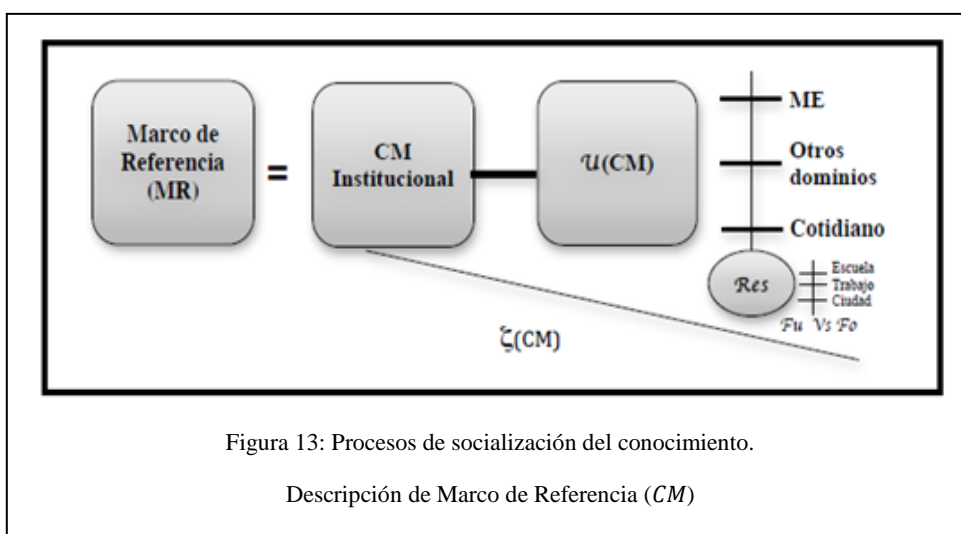 Marco de
Referencia
(MR)
=
CM
Institucional
𝒰(CM)
ME
Otros
dominios
Cotidiano
Res
Escuela
Trabajo
Ciudad
Fu Vs Fo
ζ(CM)
Figura 13: Procesos de socialización del conocimiento.
Descripción de Marco de Referencia (CM)